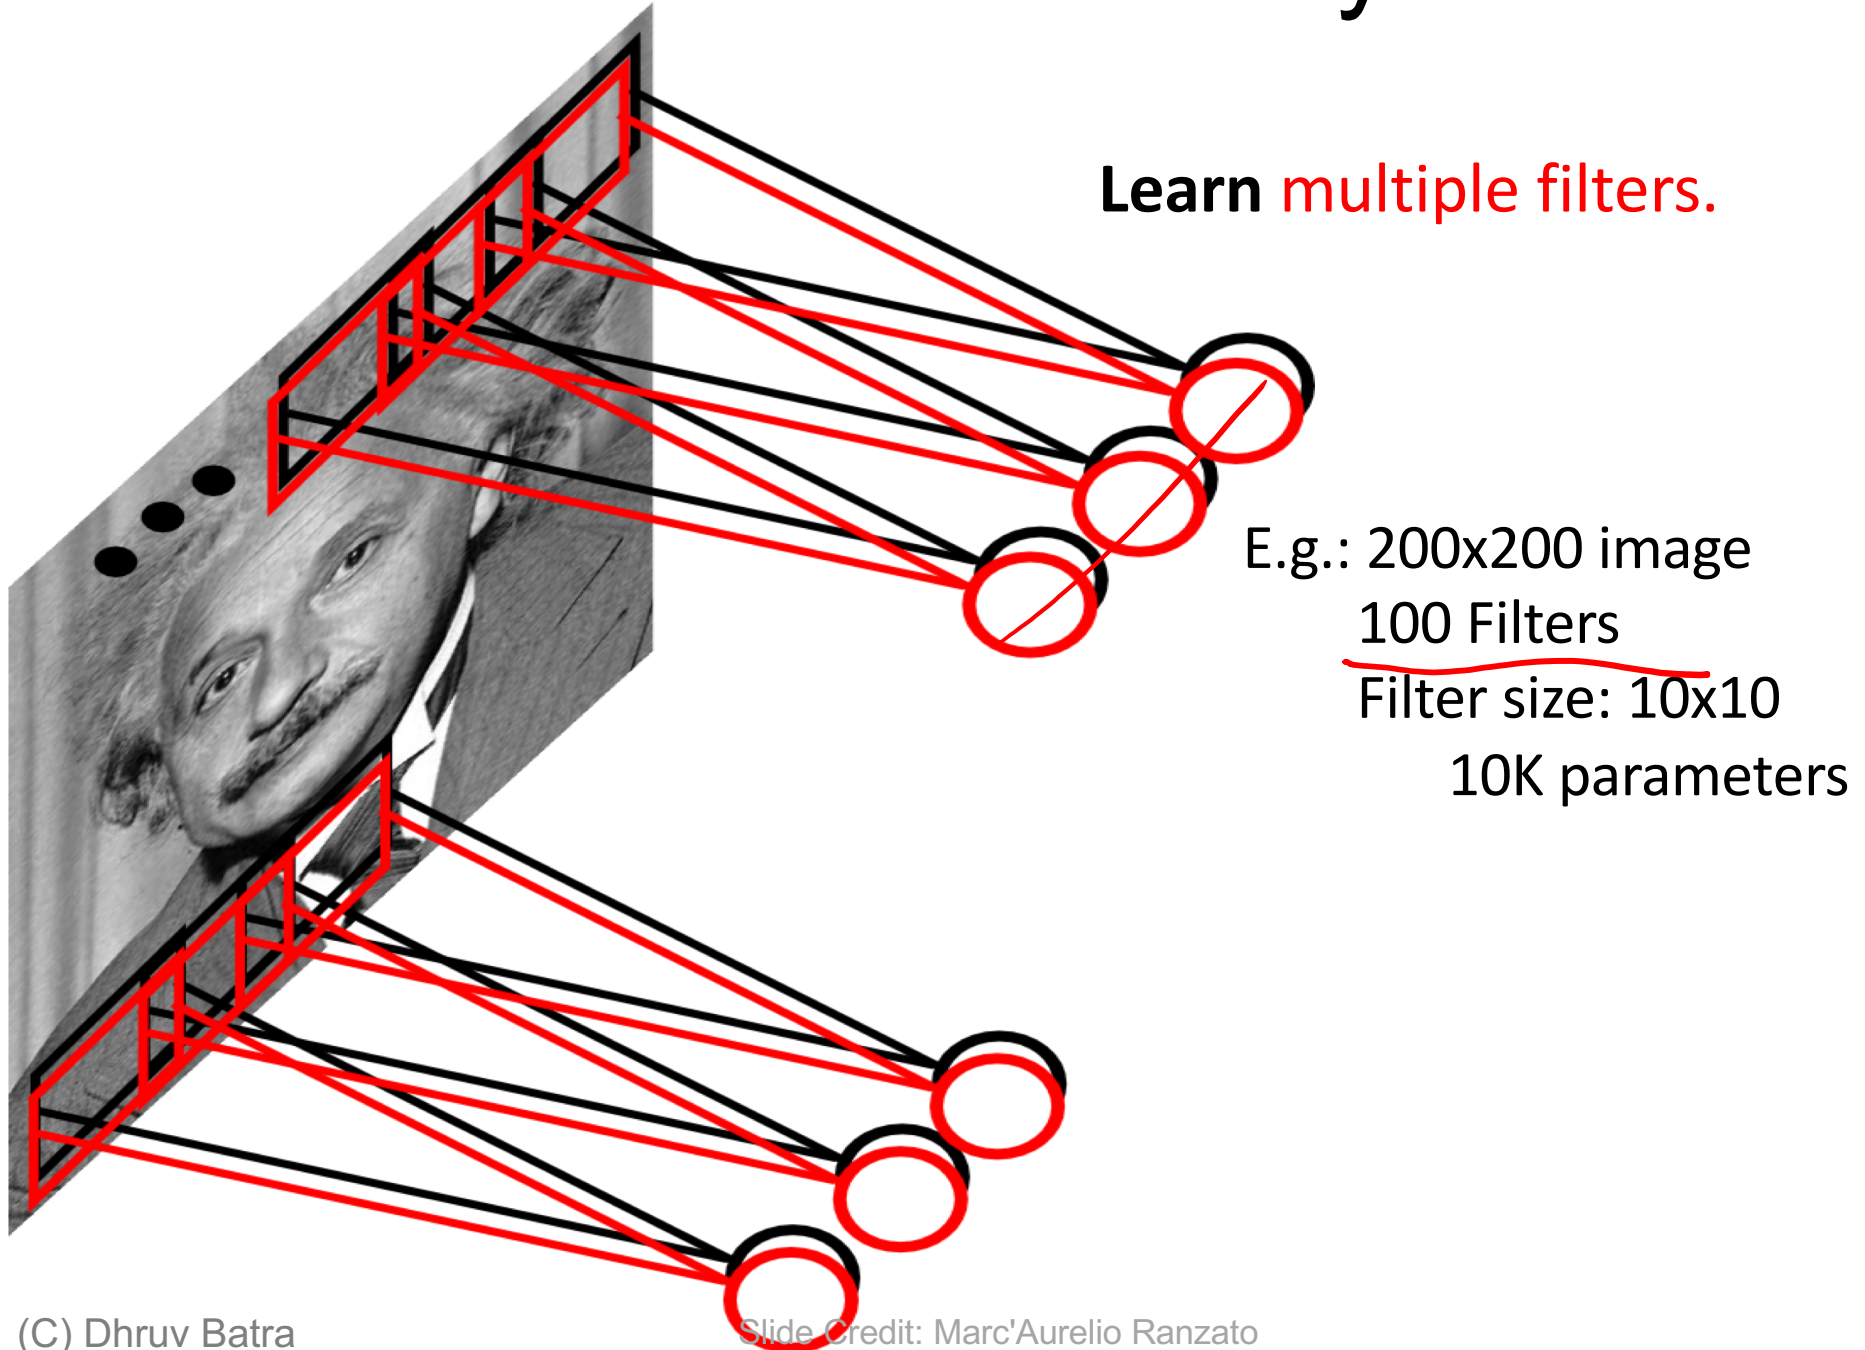 Learn multiple filters.
E.g.: 200x200 image
100 Filters
Filter size: 10x10
10K parameters
(C) Dhruv Batra
Slide Credit: Marc'Aurelio Ranzato